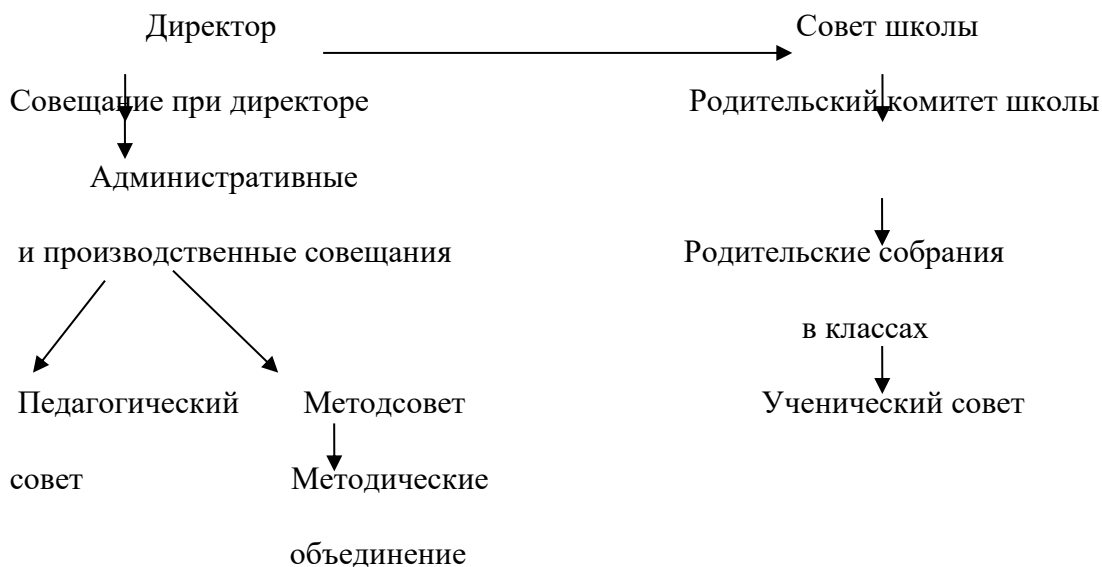 Директор Совет школы
Совещание при директоре Родительский комитет школы
Административные
и производственные совещания Родительские собрания
в классах
Педагогический Методсовет Ученический совет
совет Методические
объединение